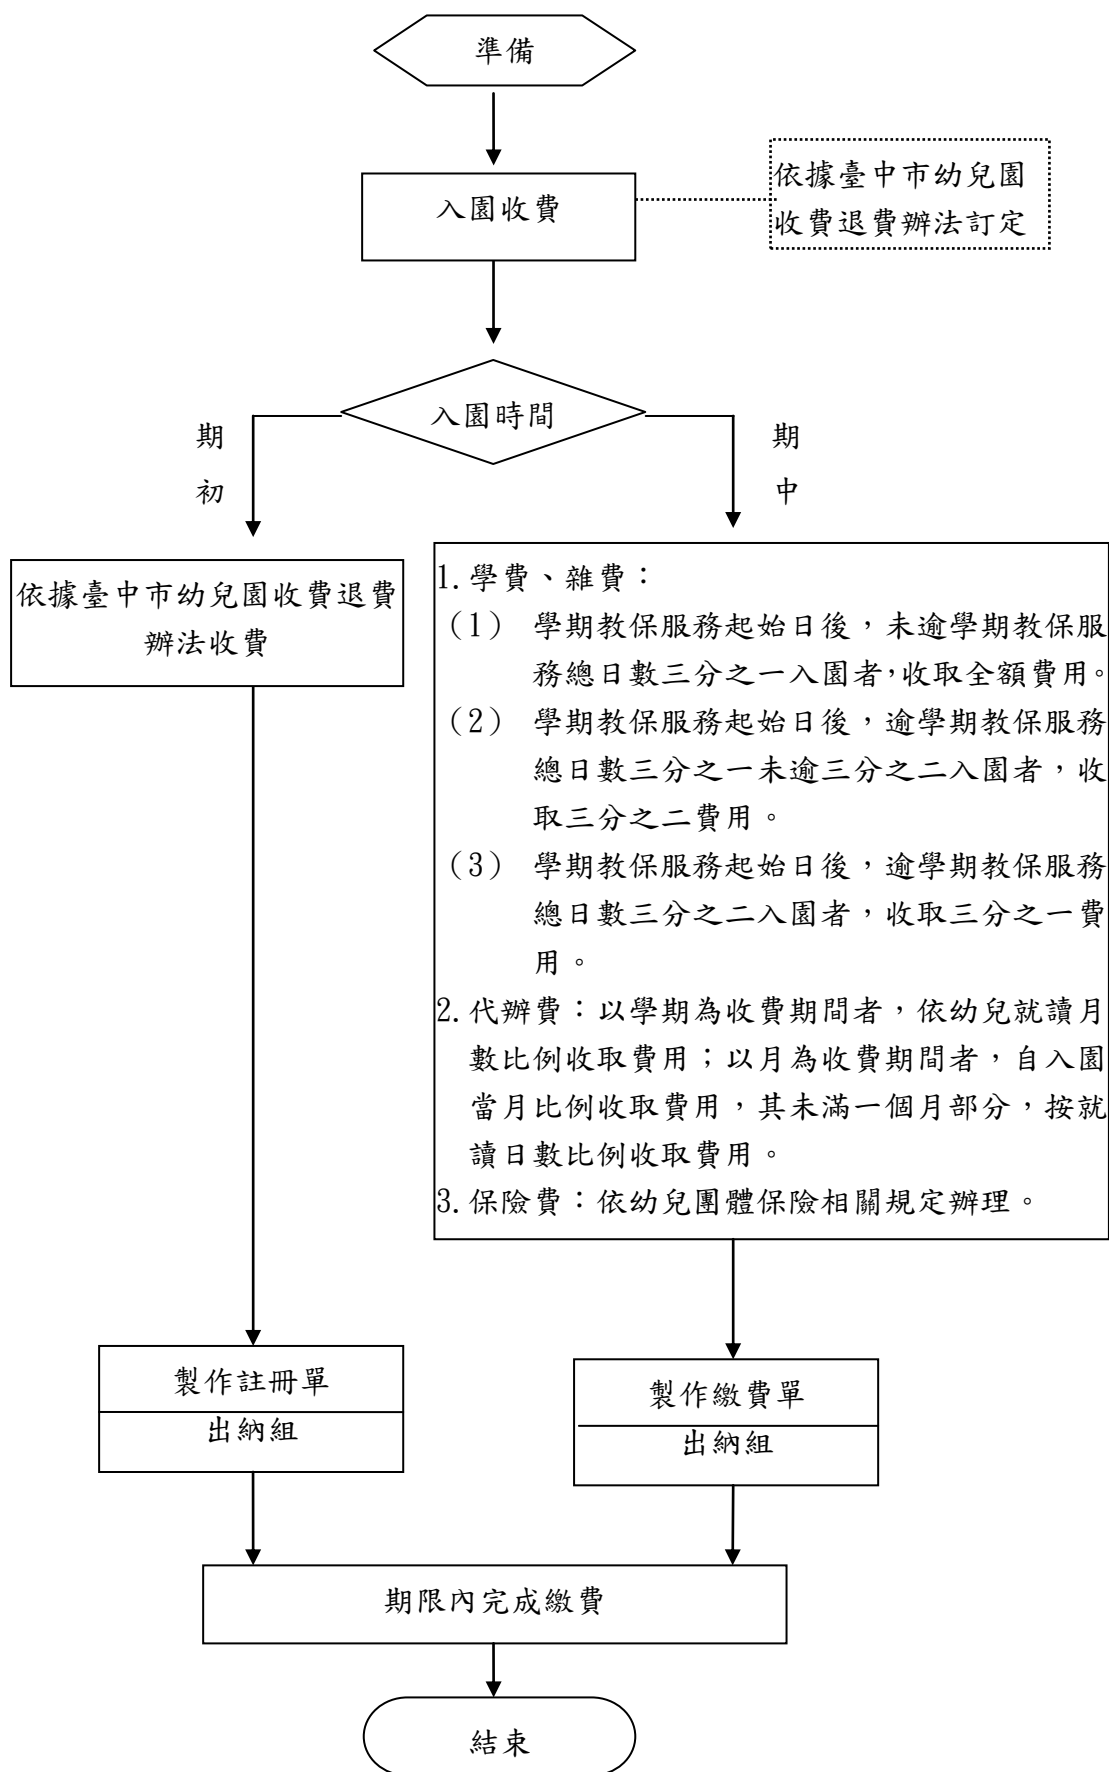 準備
入園收費
依據臺中市幼兒園
收費退費辦法訂定
入園時間
期
初
期
中
依據臺中市幼兒園收費退費
辦法收費
1.學費、雜費：
(1) 學期教保服務起始日後，未逾學期教保服
務總日數三分之一入園者，收取全額費用。
(2) 學期教保服務起始日後，逾學期教保服務
總日數三分之一未逾三分之二入園者，收
取三分之二費用。
(3) 學期教保服務起始日後，逾學期教保服務
總日數三分之二入園者，收取三分之一費
用。
2.代辦費：以學期為收費期間者，依幼兒就讀月
數比例收取費用；以月為收費期間者，自入園
當月比例收取費用，其未滿一個月部分，按就
讀日數比例收取費用。
3.保險費：依幼兒團體保險相關規定辦理。
製作註冊單
出納組
製作繳費單
出納組
期限內完成繳費
結束